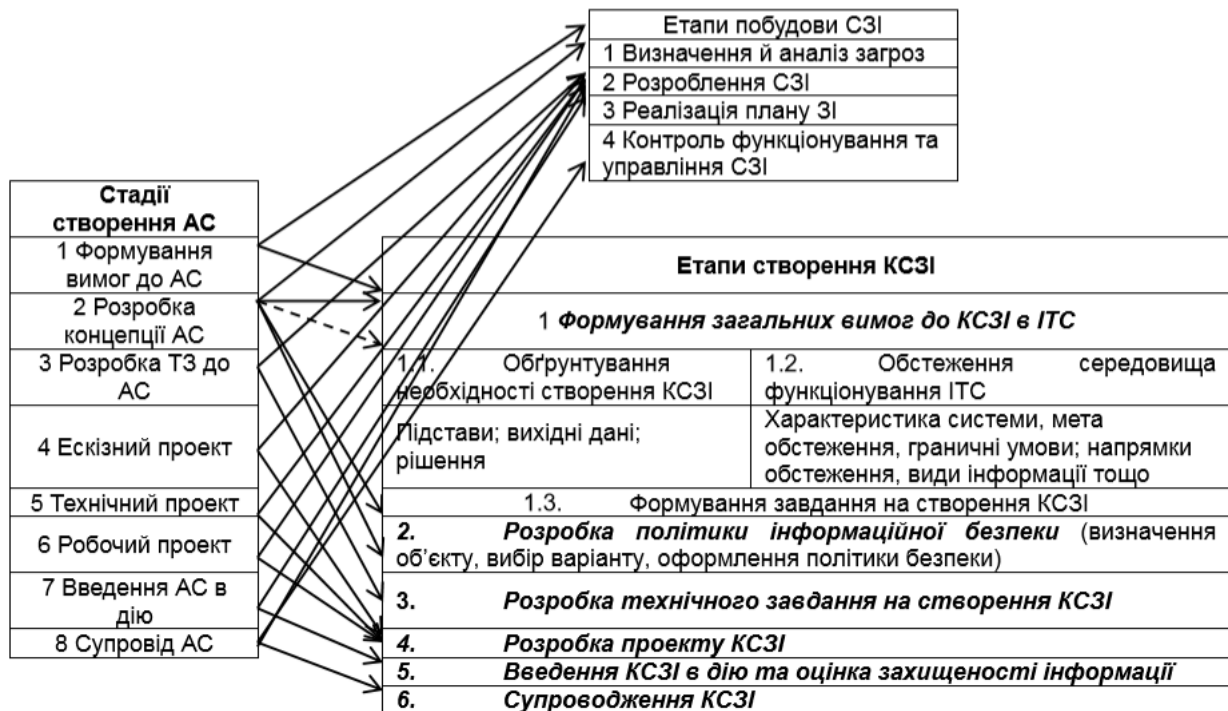 Етапи побудови СЗІ
1 Визначення й аналіз загроз
2 Розроблення СЗІ
3 Реалізація плану ЗІ
4 Контроль функціонування та
управління СЗІ
Стадії
створення АС
1 Формування
вимог до АС
2 Розробка
концепції АС
3 Розробка ТЗ до
АС
4 Ескізний проект
5 Технічний проект
6 Робочий проект
7 Введення АС в
дію
8 Супровід АС
Етапи створення КСЗІ
1 Формування загальних вимог до КСЗІ в ІТС
1.1. Обґрунтування
необхідності створення КСЗІ
1.2. Обстеження середовища
функціонування ІТС
Підстави; вихідні дані;
рішення
Характеристика системи, мета
обстеження, граничні умови; напрямки
обстеження, види інформації тощо
1.3. Формування завдання на створення КСЗІ
2. Розробка політики інформаційної безпеки (визначення
об’єкту, вибір варіанту, оформлення політики безпеки)
3. Розробка технічного завдання на створення КСЗІ
4. Розробка проекту КСЗІ
5. Введення КСЗІ в дію та оцінка захищеності інформації
6. Супроводження КСЗІ